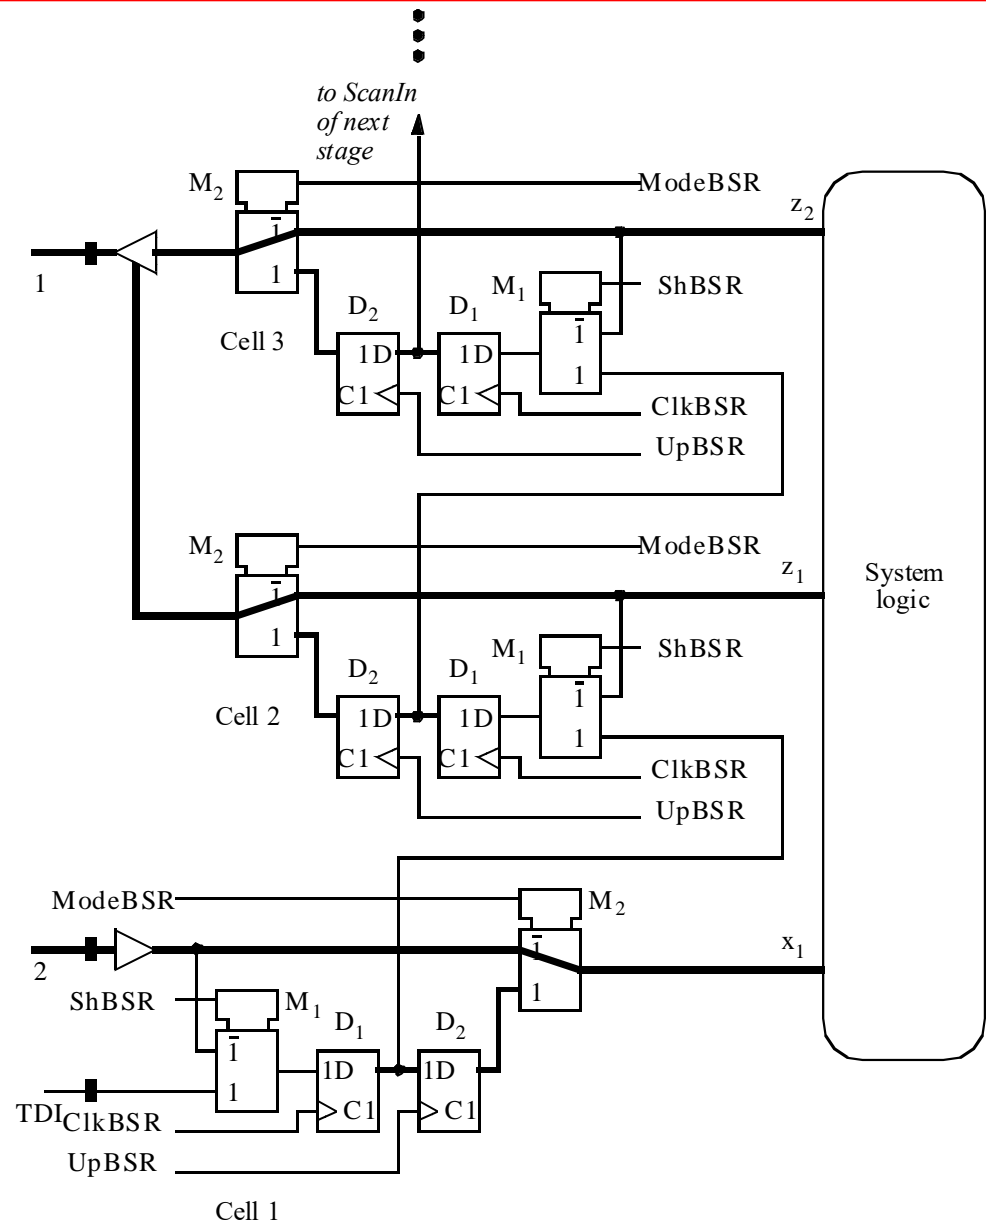 to ScanIn
of next
stage
M2
ModeBSR
z2
1̅
1
1
M1
ShBSR
D2
D1
1̅
Cell 3
1D
1D
1
C1
C1
ClkBSR
UpBSR
M2
ModeBSR
z1
System
logic
1̅
1
M1
ShBSR
D2
D1
1̅
Cell 2
1D
1D
1
C1
C1
ClkBSR
UpBSR
ModeBSR
M2
1̅
x1
2
1
ShBSR
M1
D1
D2
1̅
1D
1D
1
TDI
ClkBSR
C1
C1
UpBSR
Cell 1